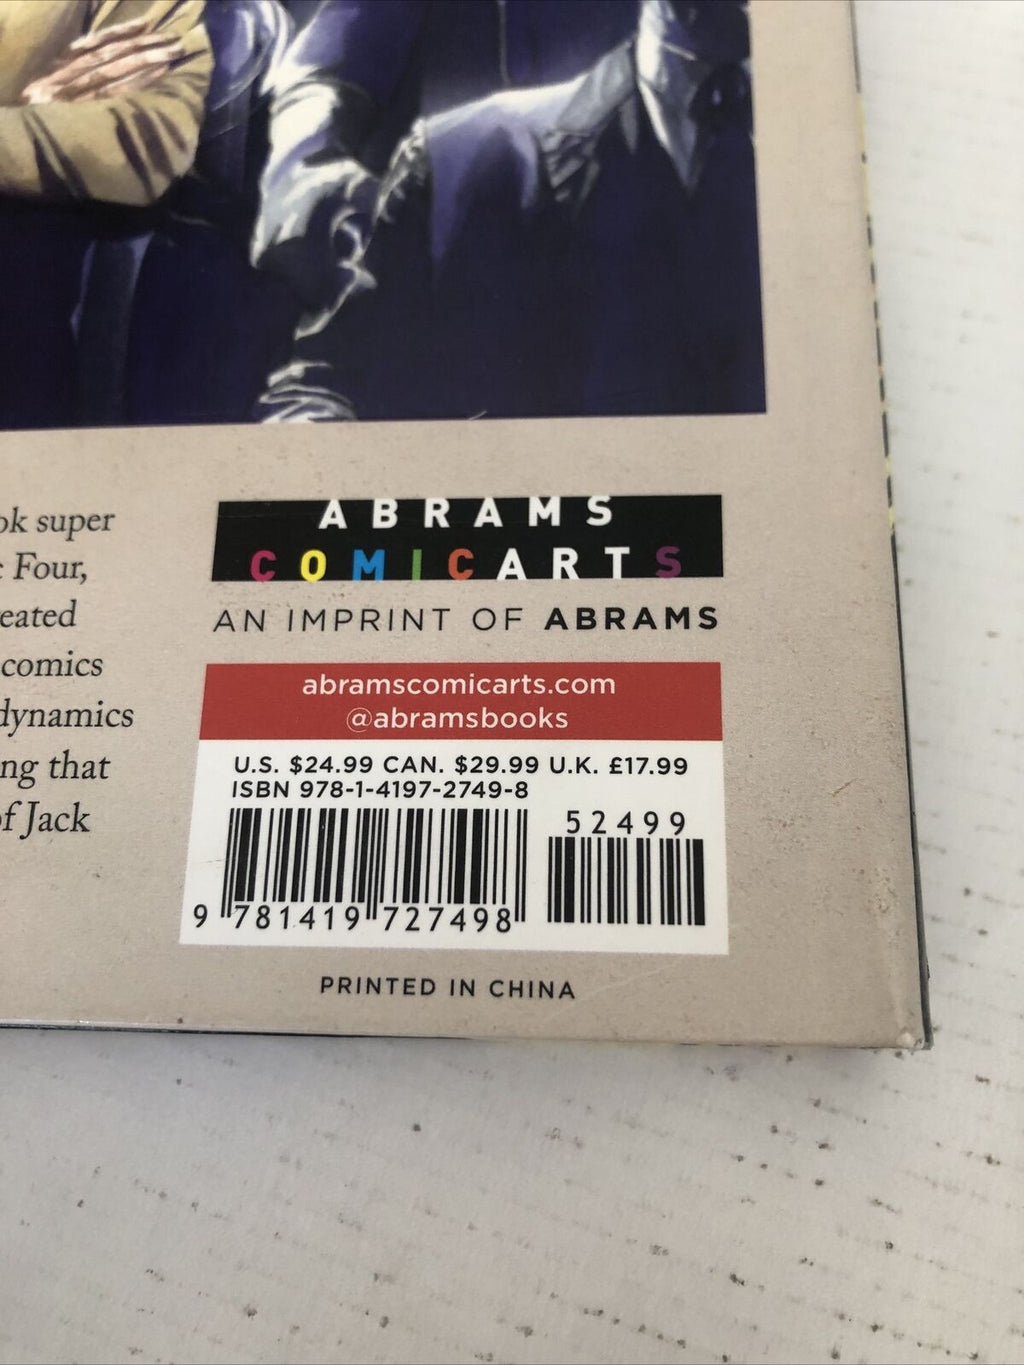 ok super
Four,
eated
comics
dynamics
ng that
of Jack
ABRAMS
COMICARTS
AN IMPRINT OF ABRAMS
abramscomicarts.com
@abramsbooks
U.S. $24.99 CAN. $29.99 U.K. £17.99
ISBN 978-1-4197-2749-8
52499
9 781419 727498
PRINTED IN CHINA